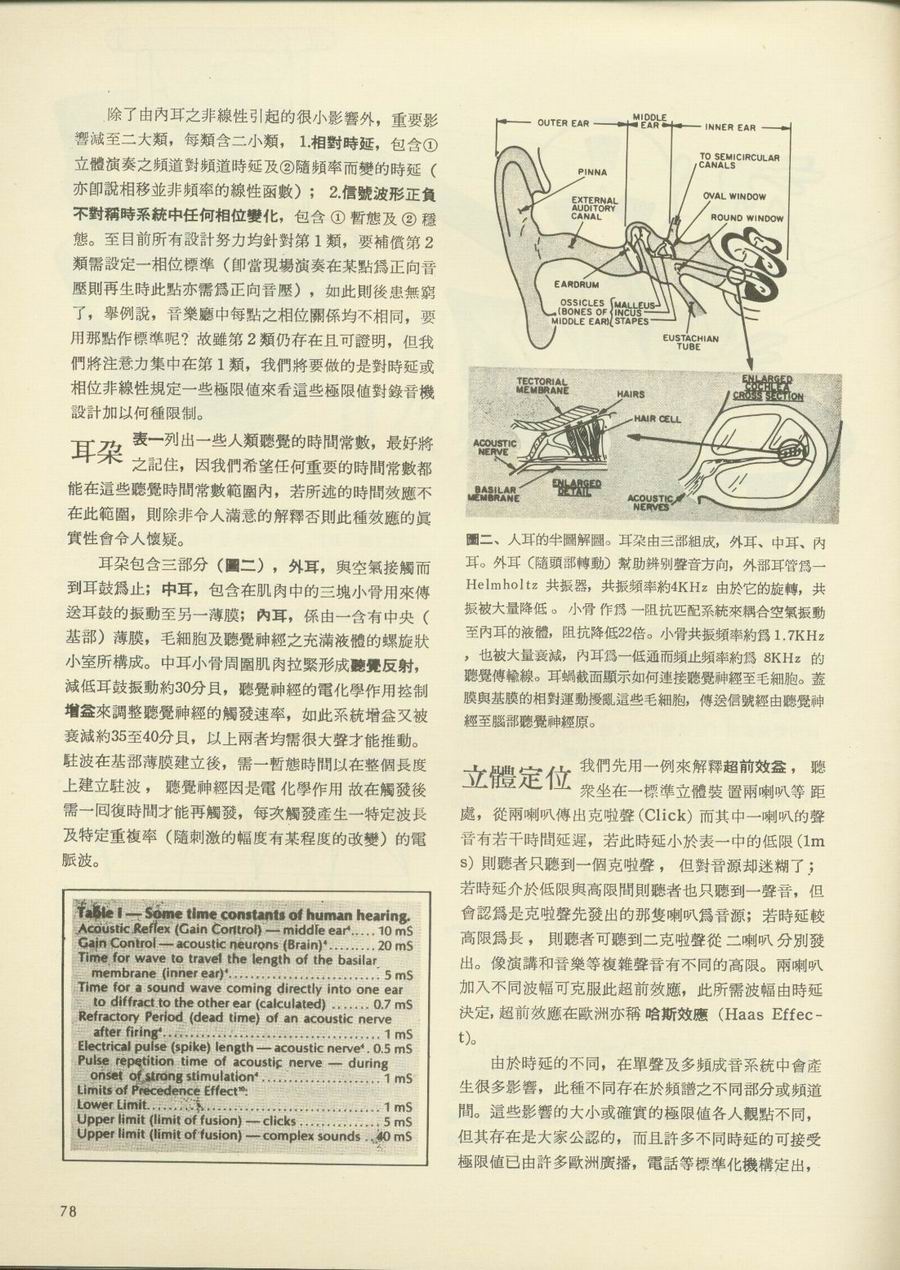 除了由內耳之非線性引起的很小影響外，重要影
響減至二大類，每類含二小類， 1.相對時延，包含①
立體演奏之頻道對頻道時延及②隨頻率而變的時延（
亦卽說相移並非頻率的線性函數）；2.信號波形正負
不對稱時系統中任何相位變化，包含 ① 暫態及 ② 穩
態。至目前所有設計努力均針對第 1 類，要補償第 2
類需設定一相位標準（卽當現場演奏在某點爲正向音
壓則再生時此點亦需爲正向音壓），如此則後患無窮
了，舉例說，音樂廳中每點之相位關係均不相同，要
用那點作標準呢？故雖第 2 類仍存在且可證明，但我
們將注意力集中在第 1 類，我們將要做的是對時延或
相位非線性規定一些極限値來看這些極限値對錄音機
設計加以何種限制。
耳朶 表一列出一些人類聽覺的時間常數，最好將
之記住，因我們希望任何重要的時間常數都
能在這些聽覺時間常數範圍內，若所述的時間效應不
在此範圍，則除非令人滿意的解釋否則此種效應的眞
實性會令人懷疑。
耳朶包含三部分（圖二），外耳，與空氣接觸而
到耳鼓爲止；中耳，包含在肌肉中的三塊小骨用來傳
送耳鼓的振動至另一薄膜；內耳，係由一含有中央（
基部）薄膜，毛細胞及聽覺神經之充滿液體的螺旋狀
小室所構成。中耳小骨周圍肌肉拉緊形成聽覺反射，
減低耳鼓振動約30分貝，聽覺神經的電化學作用控制
增益來調整聽覺神經的觸發速率，如此系統增益又被
衰減約35至40分貝，以上兩者均需很大聲才能推動。
駐波在基部薄膜建立後，需一暫態時間以在整個長度
上建立駐波， 聽覺神經因是電 化學作用 故在觸發後
需一囘復時間才能再觸發，每次觸發產生一特定波長
及特定重複率（隨刺激的幅度有某程度的改變）的電
脈波。
Table I — Some time constants of human hearing.
Acoustic Reflex (Gain Control) — middle ear⁴..... 10 mS
Gain Control — acoustic neurons (Brain)⁴......... 20 mS
Time for wave to travel the length of the basilar
membrane (inner ear)⁴........................... 5 mS
Time for a sound wave coming directly into one ear
to diffract to the other ear (calculated) ....... 0.7 mS
Refractory Period (dead time) of an acoustic nerve
after firing⁴....................................... 1 mS
Electrical pulse (spike) length — acoustic nerve⁴. 0.5 mS
Pulse repetition time of acoustic nerve — during
onset of strong stimulation⁴..................... 1 mS
Limits of Precedence Effect¹⁰:
Lower Limit....................................... 1 mS
Upper limit (limit of fusion) — clicks .............. 5 mS
Upper limit (limit of fusion) — complex sounds .. 40 mS
78
OUTER EAR
MIDDLE
EAR
INNER EAR
TO SEMICIRCULAR
CANALS
PINNA
EXTERNAL
AUDITORY
CANAL
OVAL WINDOW
ROUND WINDOW
EARDRUM
OSSICLES
(BONES OF
MIDDLE EAR)
MALLEUS
INCUS
STAPES
EUSTACHIAN
TUBE
TECTORIAL
MEMBRANE
HAIRS
HAIR CELL
ACOUSTIC
NERVE
BASILAR
MEMBRANE
ENLARGED
DETAIL
ENLARGED
COCHLEA
CROSS SECTION
ACOUSTIC
NERVES
圖二、人耳的半圖解圖。耳朶由三部組成，外耳、中耳、內
耳。外耳（隨頭部轉動）幫助辨別聲音方向，外部耳管爲一
Helmholtz 共振器，共振頻率約4KHz 由於它的旋轉，共
振被大量降低 。 小骨 作爲 一阻抗匹配系統來耦合空氣振動
至內耳的液體，阻抗降低22倍。小骨共振頻率約爲 1.7KHz
，也被大量衰減，內耳爲一低通而頻止頻率約爲 8KHz 的
聽覺傳輸線。耳蝸截面顯示如何連接聽覺神經至毛細胞。蓋
膜與基膜的相對運動擾亂這些毛細胞，傳送信號經由聽覺神
經至腦部聽覺神經原。
立體定位 我們先用一例來解釋超前效益， 聽
衆坐在一標準立體裝 置兩喇叭等 距
處，從兩喇叭傳出克啦聲 (Click) 而其中一喇叭的聲
音有若干時間延遲，若此時延小於表一中的低限 (1m
s) 則聽者只聽到一個克啦聲 ， 但對音源却迷糊了；
若時延介於低限與高限間則聽者也只聽到一聲音，但
會認爲是克啦聲先發出的那隻喇叭爲音源；若時延較
高限爲長 ， 則聽者可聽到二克啦聲從 二喇叭 分別發
出。像演講和音樂等複雜聲音有不同的高限。兩喇叭
加入不同波幅可克服此超前效應，此所需波幅由時延
決定，超前效應在歐洲亦稱 哈斯效應 (Haas Effec-
t)。
由於時延的不同，在單聲及多頻成音系統中會產
生很多影響，此種不同存在於頻譜之不同部分或頻道
間。這些影響的大小或確實的極限値各人觀點不同，
但其存在是大家公認的，而且許多不同時延的可接受
極限値已由許多歐洲廣播，電話等標準化機構定出，